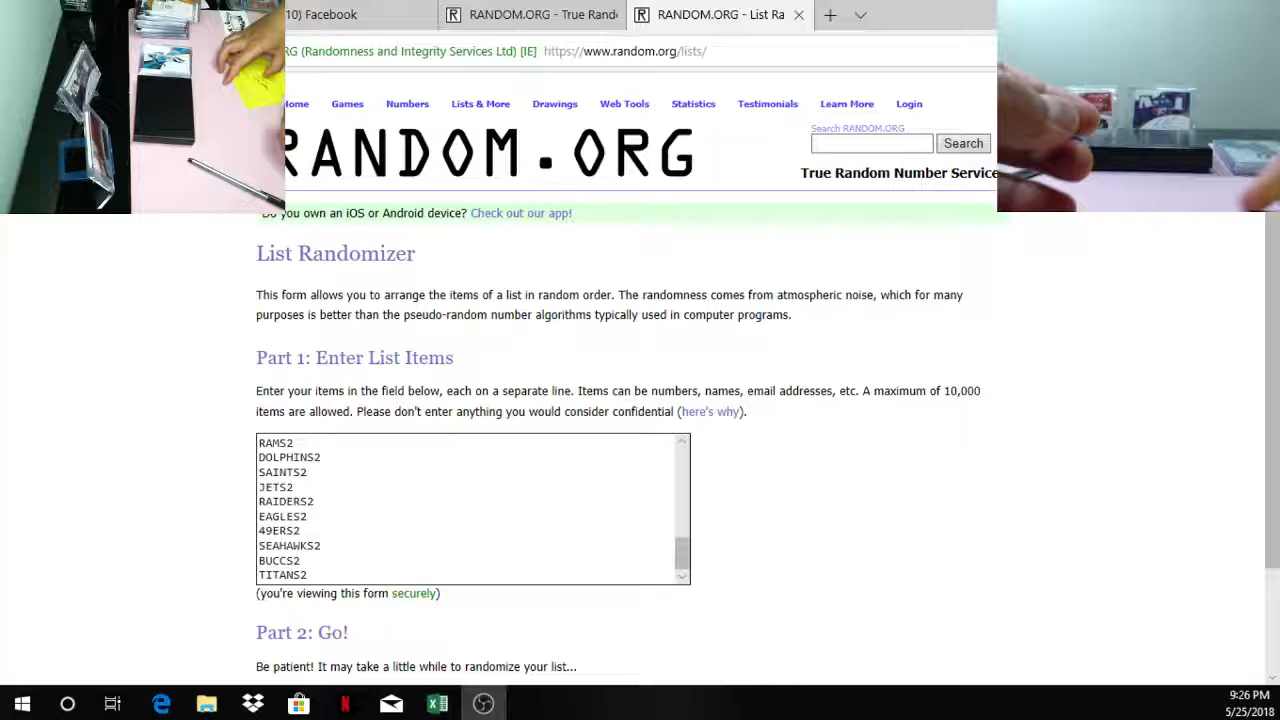 10) Facebook
RANDOM.ORG - True Rand
RANDOM.ORG - List Ra
RG (Randomness and Integrity Services Ltd) [IE] https://www.random.org/lists/
Home Games Numbers Lists & More Drawings Web Tools Statistics Testimonials Learn More Login
RANDOM.ORG
Search RANDOM.ORG
Search
True Random Number Service
Do you own an iOS or Android device? Check out our app!
List Randomizer
This form allows you to arrange the items of a list in random order. The randomness comes from atmospheric noise, which for many
purposes is better than the pseudo-random number algorithms typically used in computer programs.
Part 1: Enter List Items
Enter your items in the field below, each on a separate line. Items can be numbers, names, email addresses, etc. A maximum of 10,000
items are allowed. Please don't enter anything you would consider confidential (here's why).
RAMS2
DOLPHINS2
SAINTS2
JETS2
RAIDERS2
EAGLES2
49ERS2
SEAHAWKS2
BUCCS2
TITANS2
(you're viewing this form securely)
Part 2: Go!
Be patient! It may take a little while to randomize your list...
9:26 PM
5/25/2018